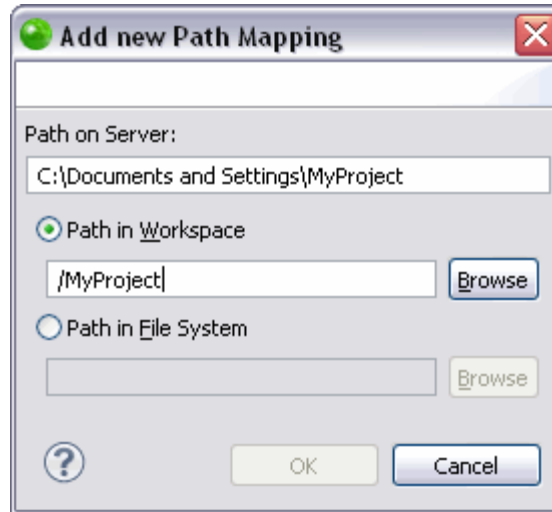 Add new Path Mapping
Path on Server:
C:\Documents and Settings\MyProject
Path in Workspace
/MyProject
Browse
Path in File System
Browse
?
OK
Cancel